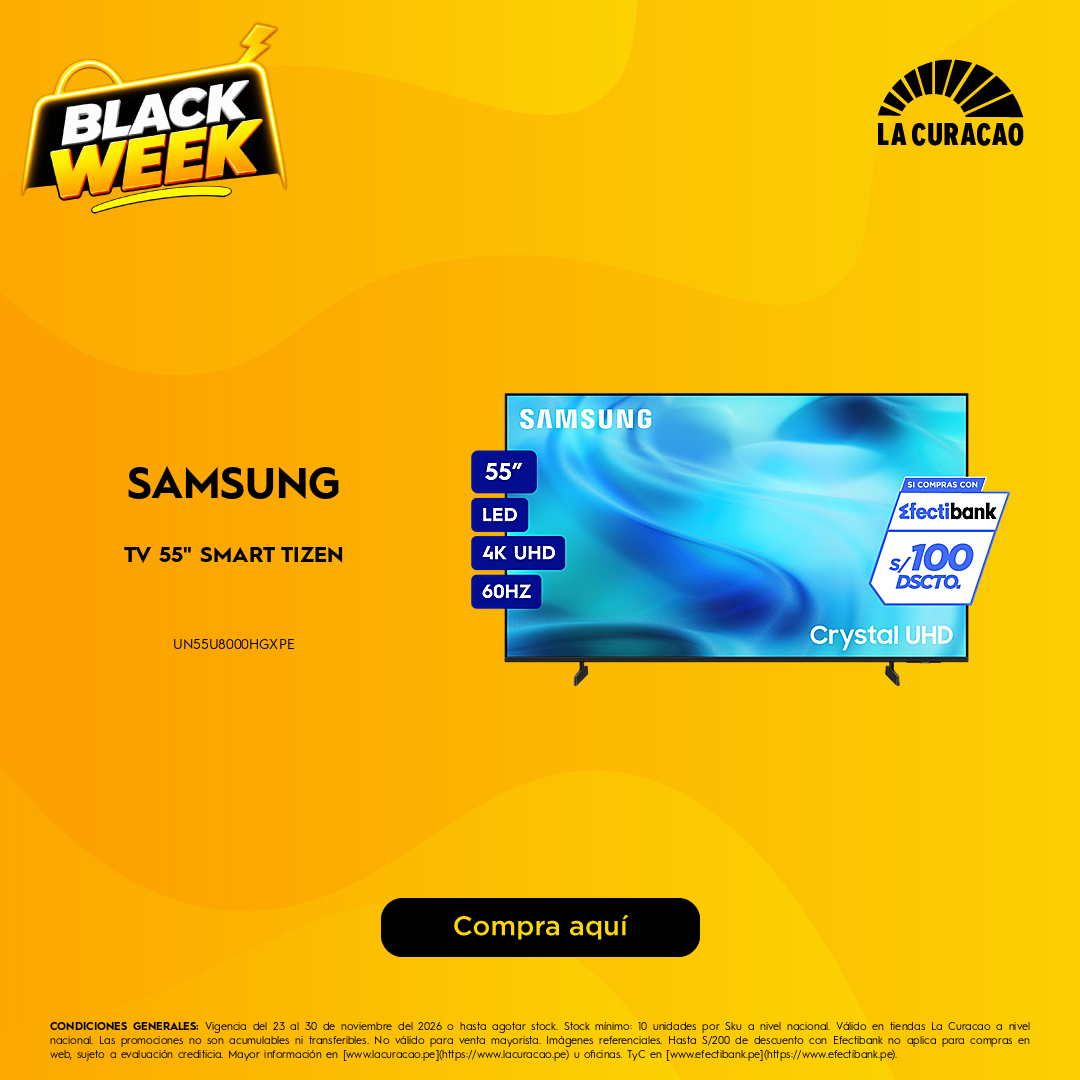 BLACK
WEEK
LA CURACAO
SAMSUNG
TV 55" SMART TIZEN
UN55U8000HGXPE
SAMSUNG
55”
LED
4K UHD
60HZ
SI COMPRAS CON
Efectibank
S/100
DSCTO.
Crystal UHD
Compra aquí
CONDICIONES GENERALES: Vigencia del 23 al 30 de noviembre del 2026 o hasta agotar stock. Stock mínimo: 10 unidades por Sku a nivel nacional. Válido en tiendas La Curacao a nivel
nacional. Las promociones no son acumulables ni transferibles. No válido para venta mayorista. Imágenes referenciales. Hasta S/200 de descuento con Efectibank no aplica para compras en
web, sujeto a evaluación crediticia. Mayor información en [www.lacuracao.pe](https://www.lacuracao.pe) u oficinas. TyC en [www.efectibank.pe](https://www.efectibank.pe).